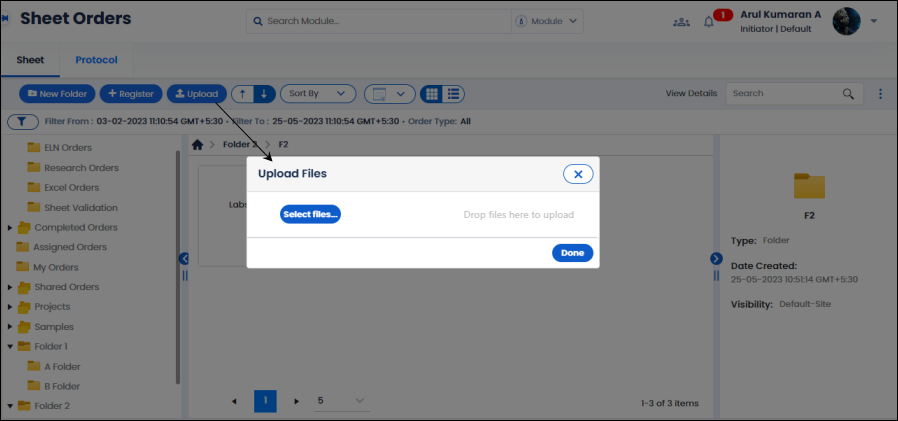 Sheet Orders
Search Module..
Module
1
Arul Kumaran A
Initiator | Default
Sheet
Protocol
New Folder
Register
Upload
Sort By
View Details
Search
Filter From : 03-02-2023 11:10:54 GMT+5:30 • Filter To : 25-05-2023 11:10:54 GMT+5:30 • Order Type: All
ELN Orders
Research Orders
Excel Orders
Sheet Validation
Completed Orders
Assigned Orders
My Orders
Shared Orders
Projects
Samples
Folder 1
A Folder
B Folder
Folder 2
Folder 2 > F2
Labs
Upload Files
Select files...
Drop files here to upload
Done
1
5
1-3 of 3 items
F2
Type: Folder
Date Created:
25-05-2023 10:51:14 GMT+5:30
Visibility: Default-Site